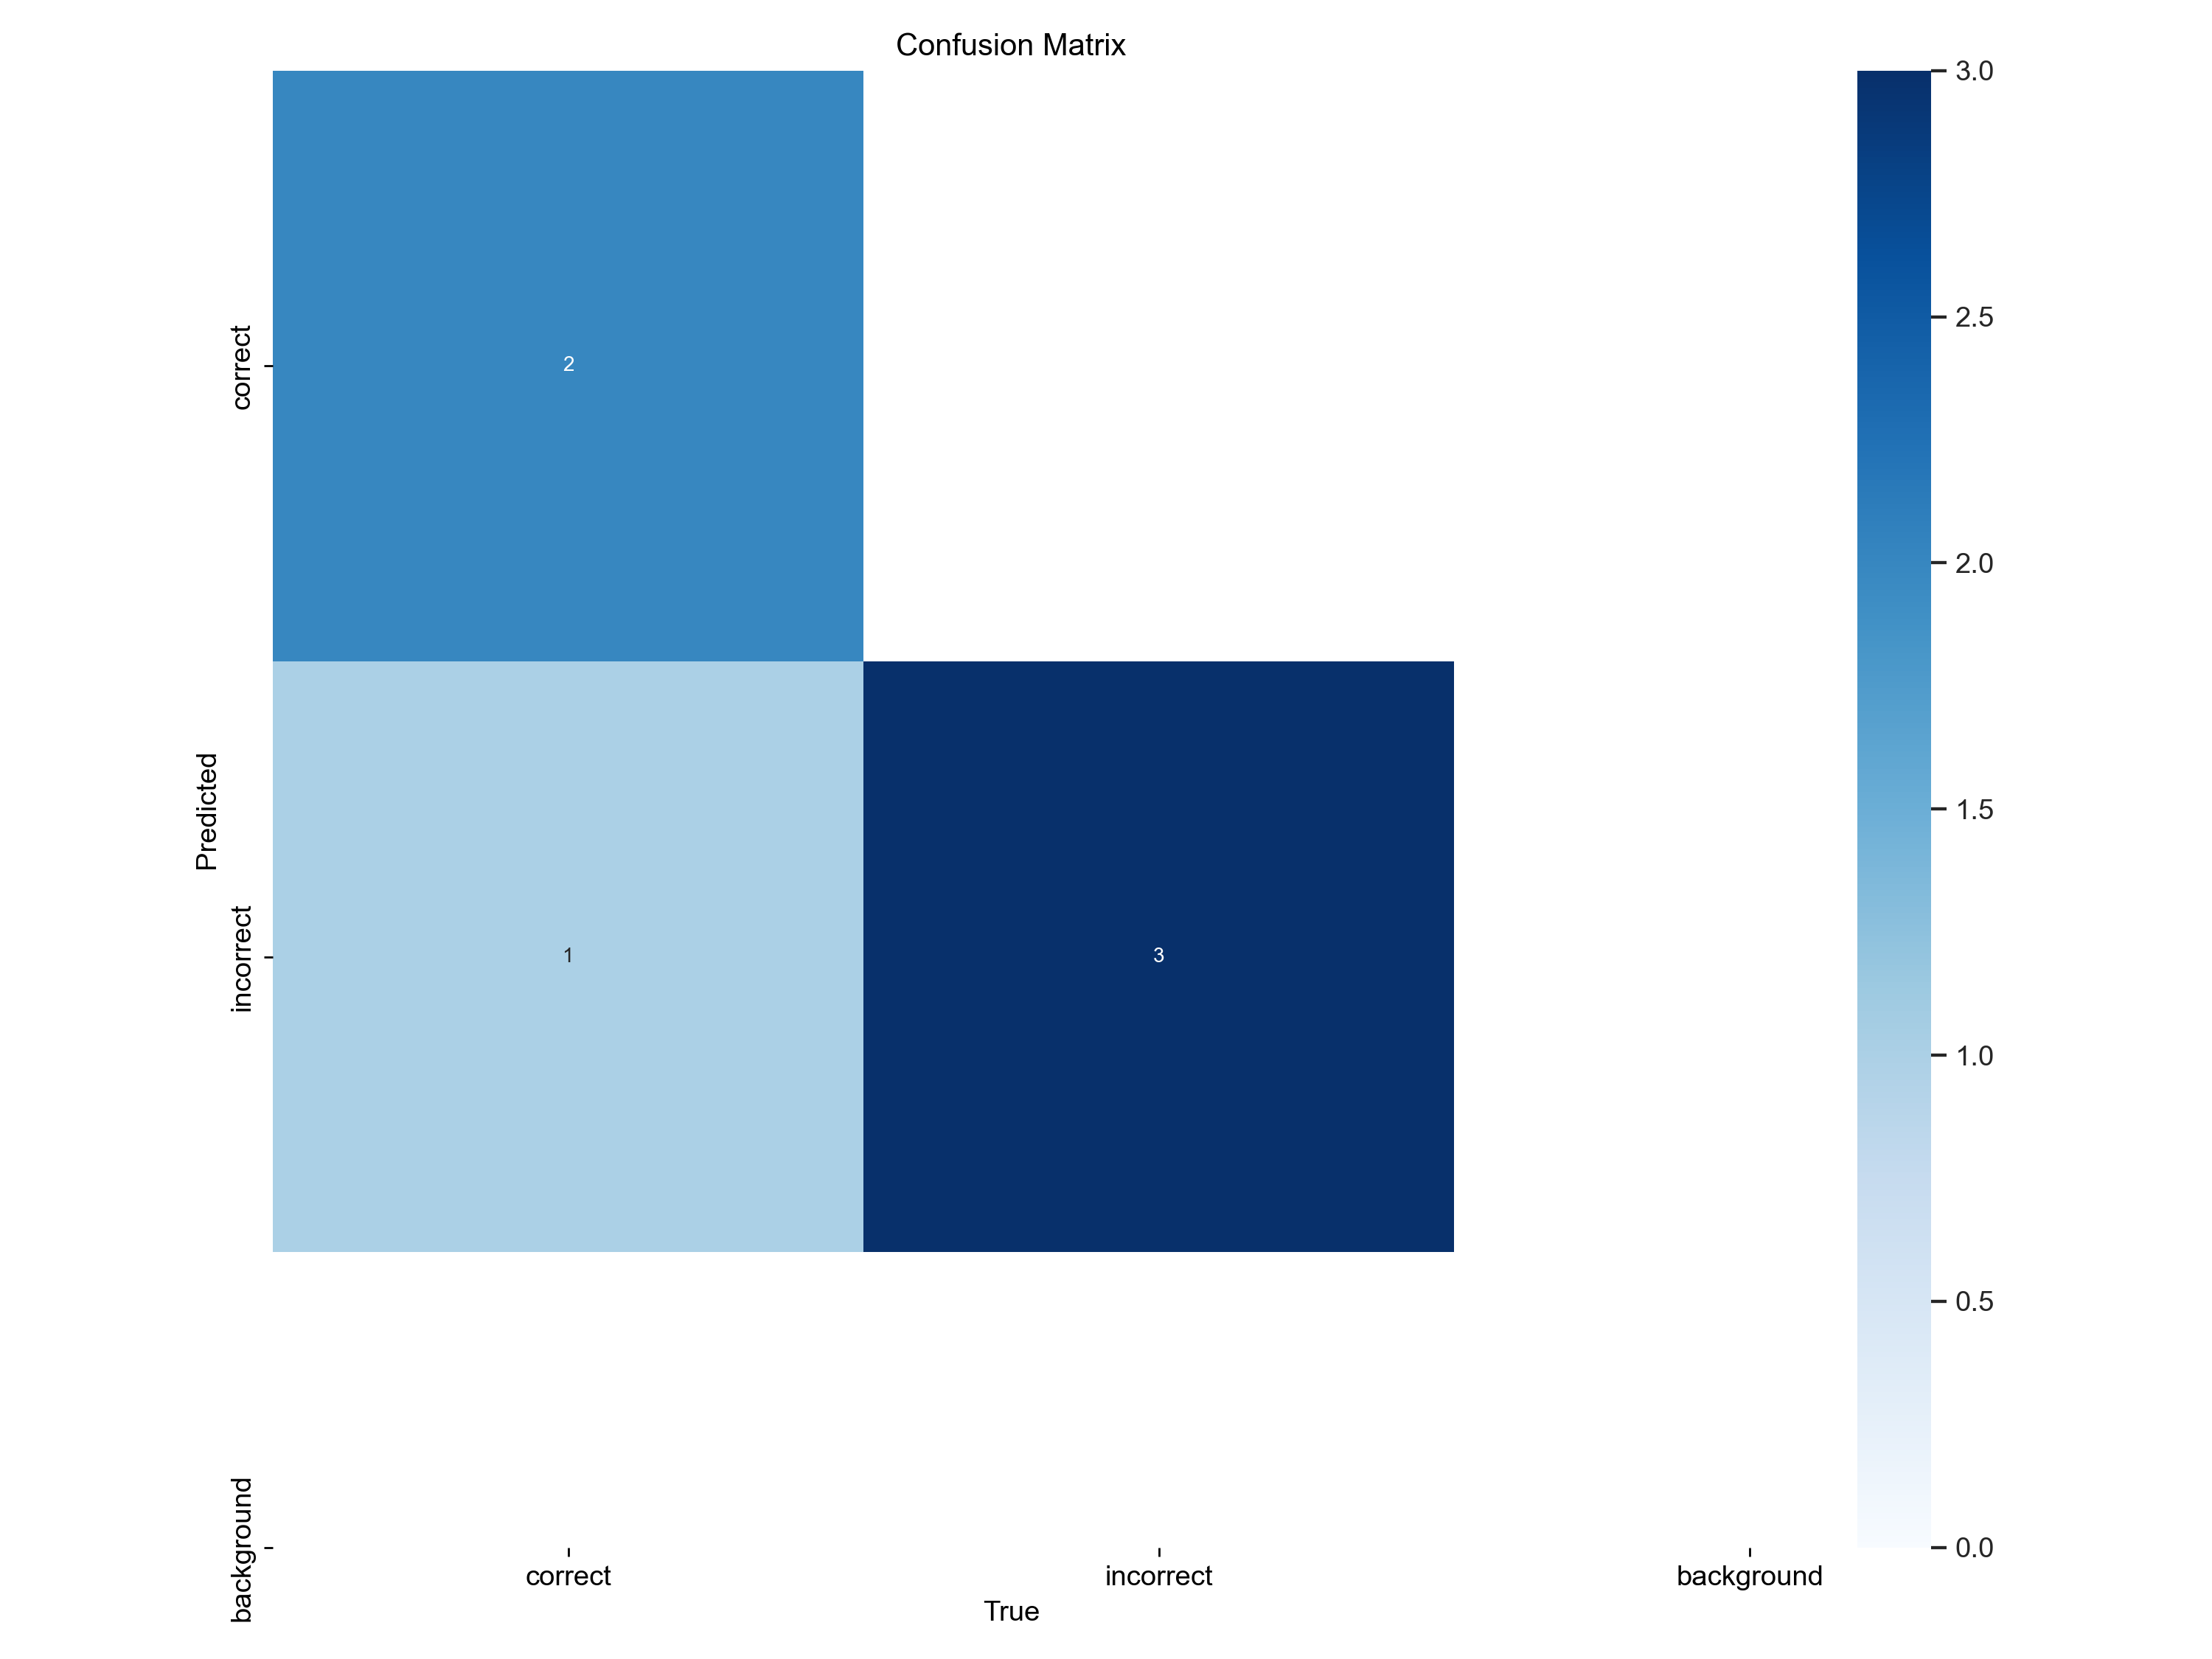 Confusion Matrix
3.0
correct
2
2.5
2.0
Predicted
1.5
incorrect
1
3
1.0
0.5
background
0.0
correct
incorrect
background
True